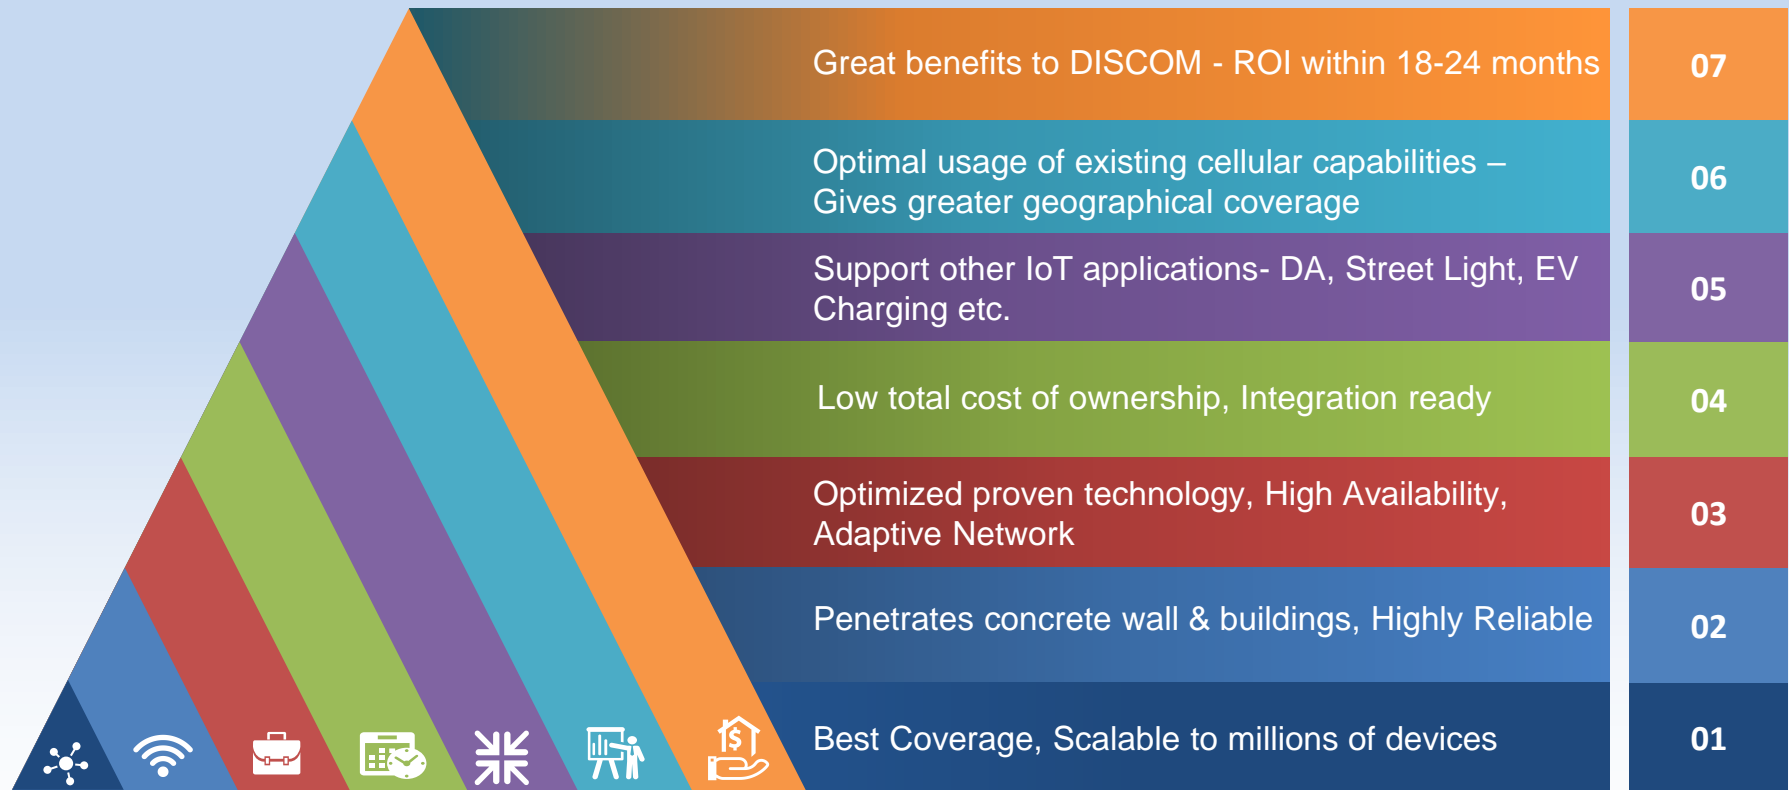 Great benefits to DISCOM - ROI within 18-24 months
07
Optimal usage of existing cellular capabilities –
Gives greater geographical coverage
06
Support other IoT applications- DA, Street Light, EV
Charging etc.
05
Low total cost of ownership, Integration ready
04
Optimized proven technology, High Availability,
Adaptive Network
03
Penetrates concrete wall & buildings, Highly Reliable
02
$
Best Coverage, Scalable to millions of devices
01